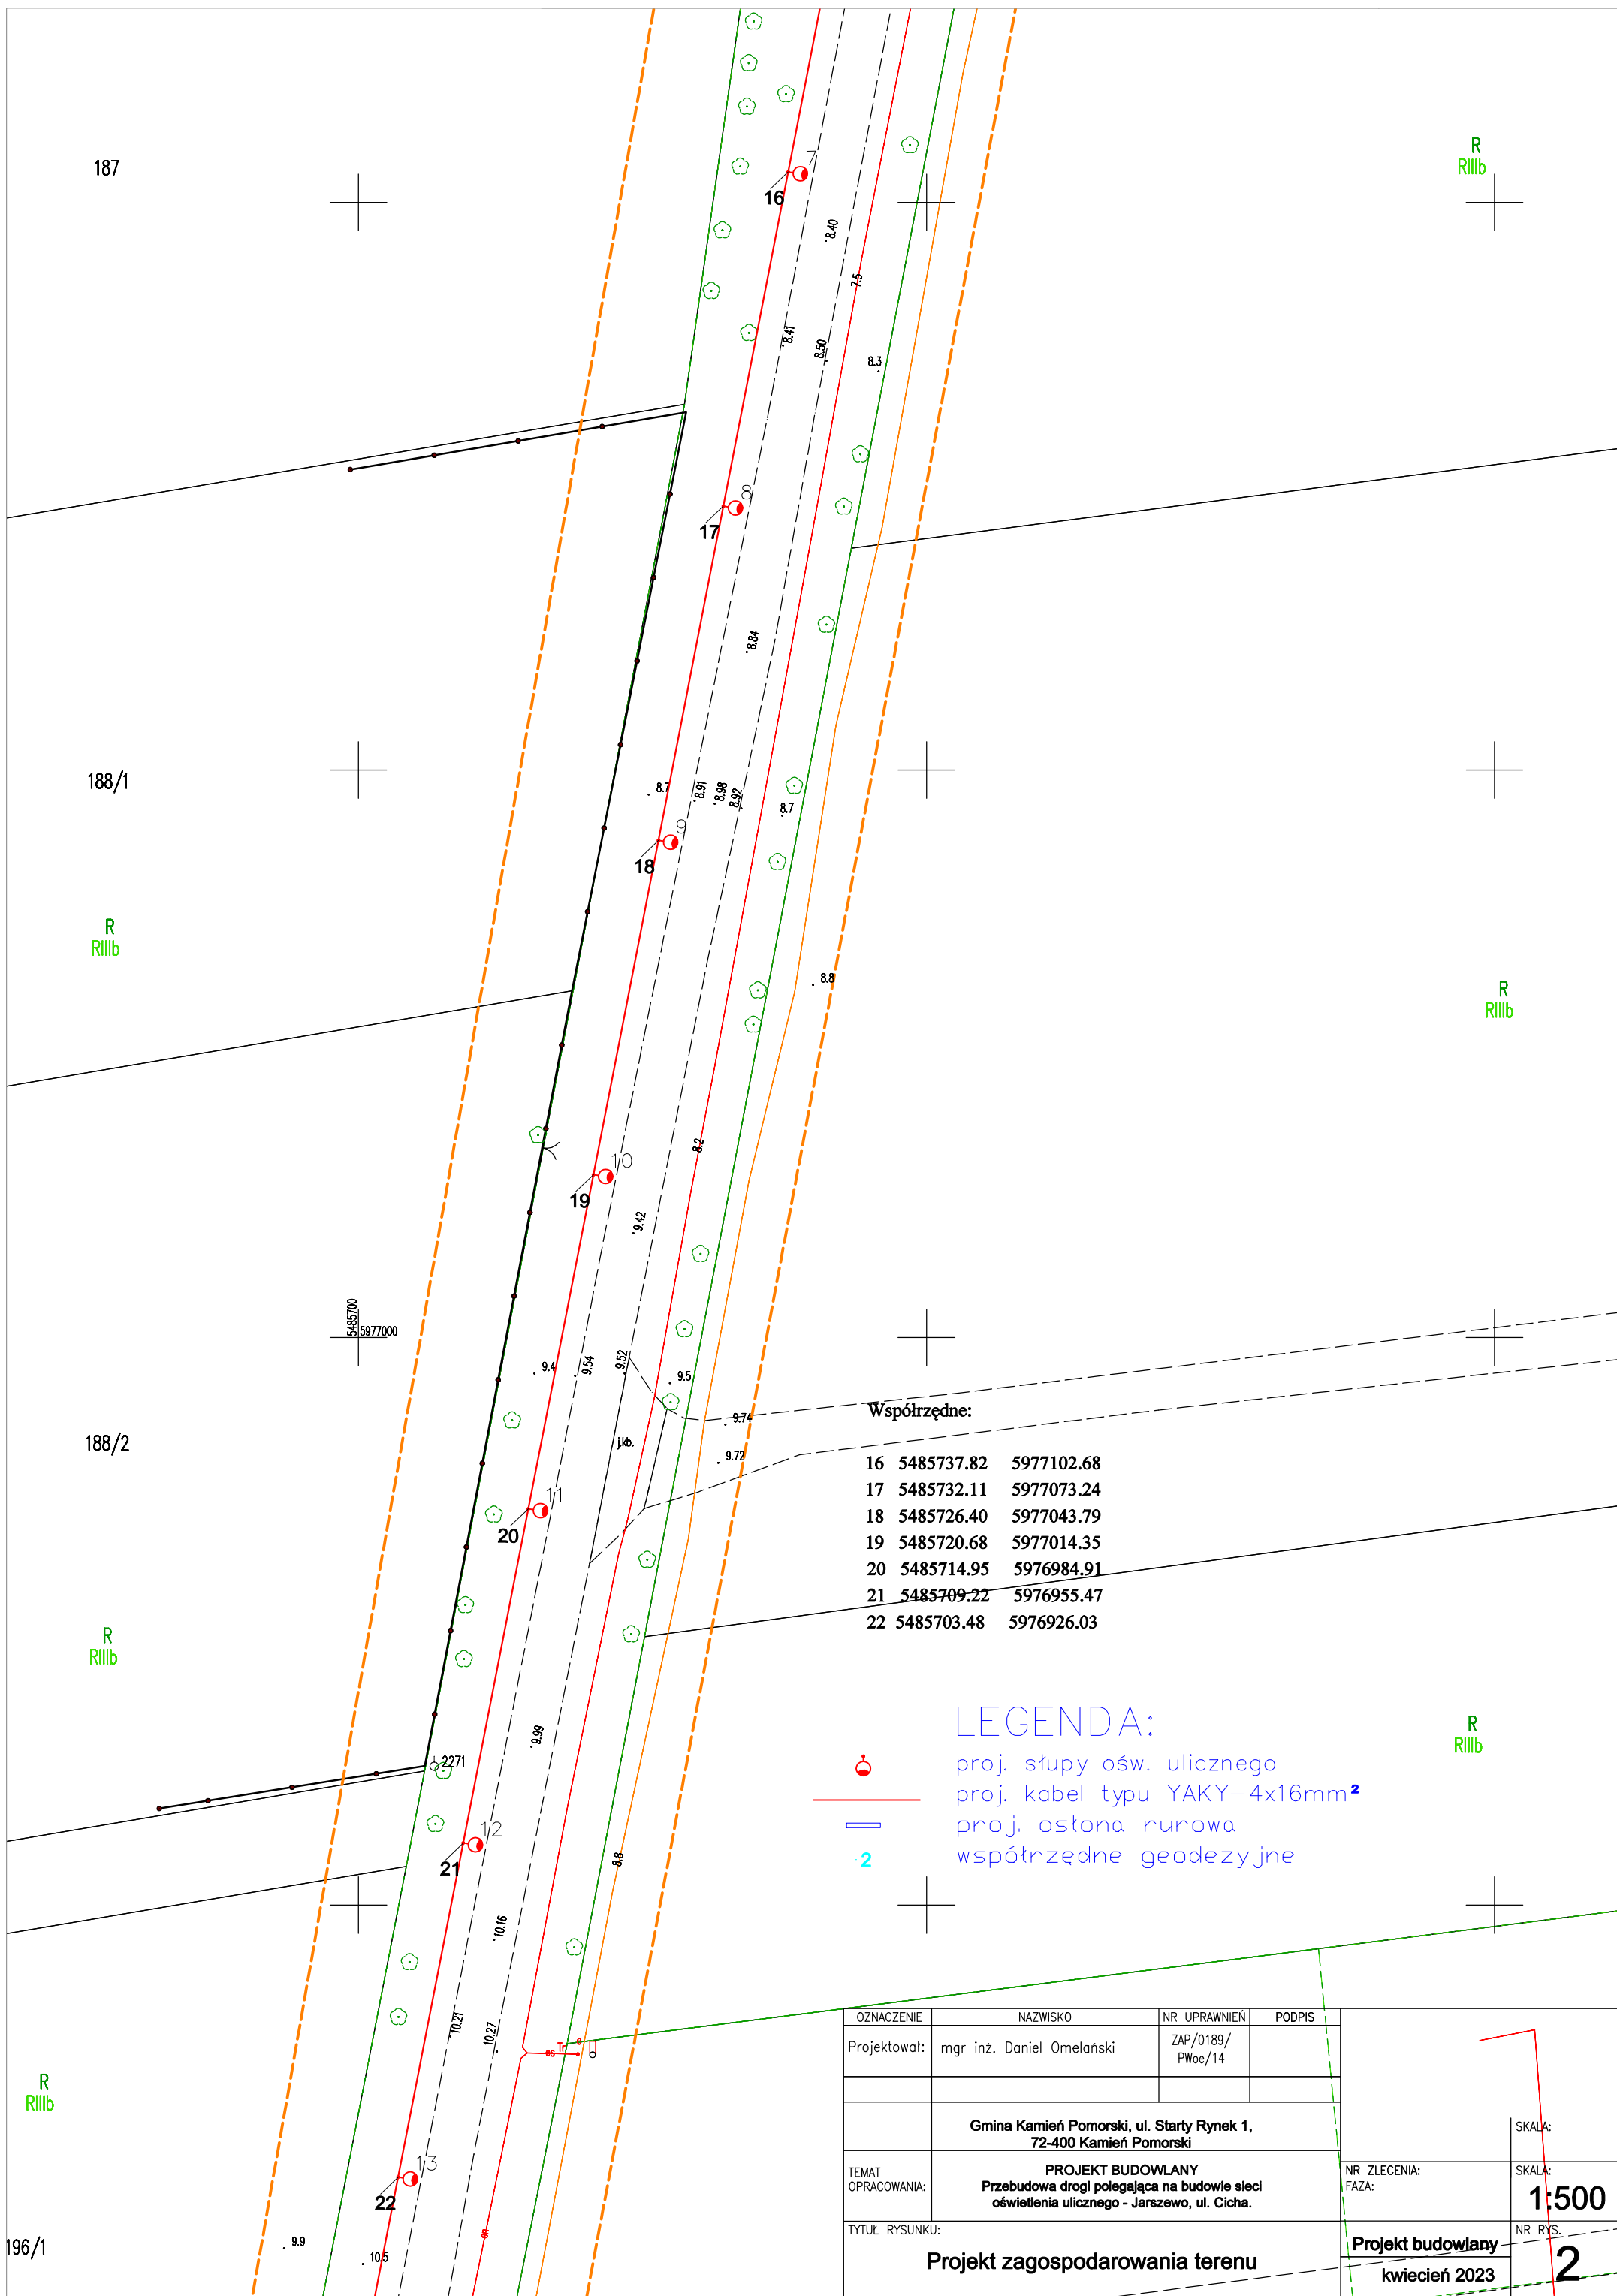 187
R
RIIIb
7
16
8.40
7.5
8.41
8.50
8.3
8
17
8.84
188/1
8.7
8.91
8.98
8.92
8.7
9
18
R
RIIIb
8.8
R
RIIIb
8.2
10
19
9.42
5485700
5977000
9.4
9.54
9.52
9.5
9.74
9.72
188/2
j.kb.
11
20
Współrzędne:
16 5485737.82 5977102.68
17 5485732.11 5977073.24
18 5485726.40 5977043.79
19 5485720.68 5977014.35
20 5485714.95 5976984.91
21 5485709.22 5976955.47
22 5485703.48 5976926.03
R
RIIIb
R
RIIIb
9.99
2271
12
21
8.8
LEGENDA:
proj. słupy ośw. ulicznego
proj. kabel typu YAKY-4x16mm²
proj. osłona rurowa
2 współrzędne geodezyjne
10.16
10.21
10.27
es Tr e
R
RIIIb
13
22
en
9.9
10.5
196/1
OZNACZENIE NAZWISKO NR UPRAWNIEŃ PODPIS
Projektował: mgr inż. Daniel Omelański ZAP/0189/
PWoe/14
Gmina Kamień Pomorski, ul. Starty Rynek 1,
72-400 Kamień Pomorski
SKALA:
TEMAT
OPRACOWANIA:
PROJEKT BUDOWLANY
Przebudowa drogi polegająca na budowie sieci
oświetlenia ulicznego - Jarszewo, ul. Cicha.
NR ZLECENIA:
FAZA:
SKALA:
1:500
TYTUŁ RYSUNKU:
Projekt zagospodarowania terenu
Projekt budowlany
kwiecień 2023
NR RYS.
2